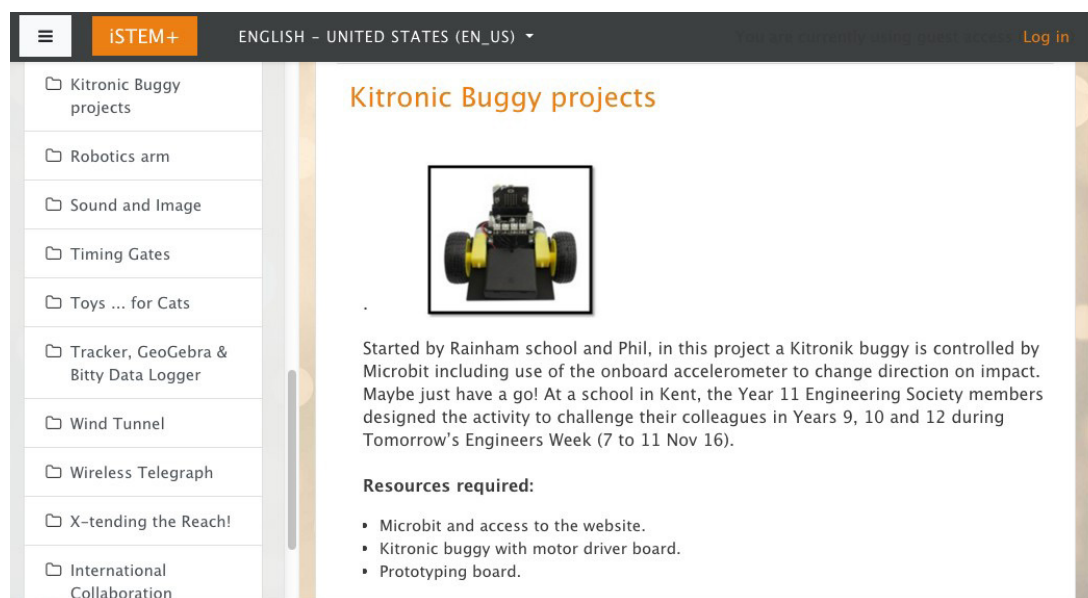 iSTEM+
ENGLISH – UNITED STATES (EN_US)
You are currently using guest access
Log in
Kitronic Buggy
projects
Robotics arm
Sound and Image
Timing Gates
Toys ... for Cats
Tracker, GeoGebra &
Bitty Data Logger
Wind Tunnel
Wireless Telegraph
X-tending the Reach!
International
Collaboration
Kitronic Buggy projects
.
Started by Rainham school and Phil, in this project a Kitronik buggy is controlled by
Microbit including use of the onboard accelerometer to change direction on impact.
Maybe just have a go! At a school in Kent, the Year 11 Engineering Society members
designed the activity to challenge their colleagues in Years 9, 10 and 12 during
Tomorrow's Engineers Week (7 to 11 Nov 16).
Resources required:
• Microbit and access to the website.
• Kitronic buggy with motor driver board.
• Prototyping board.